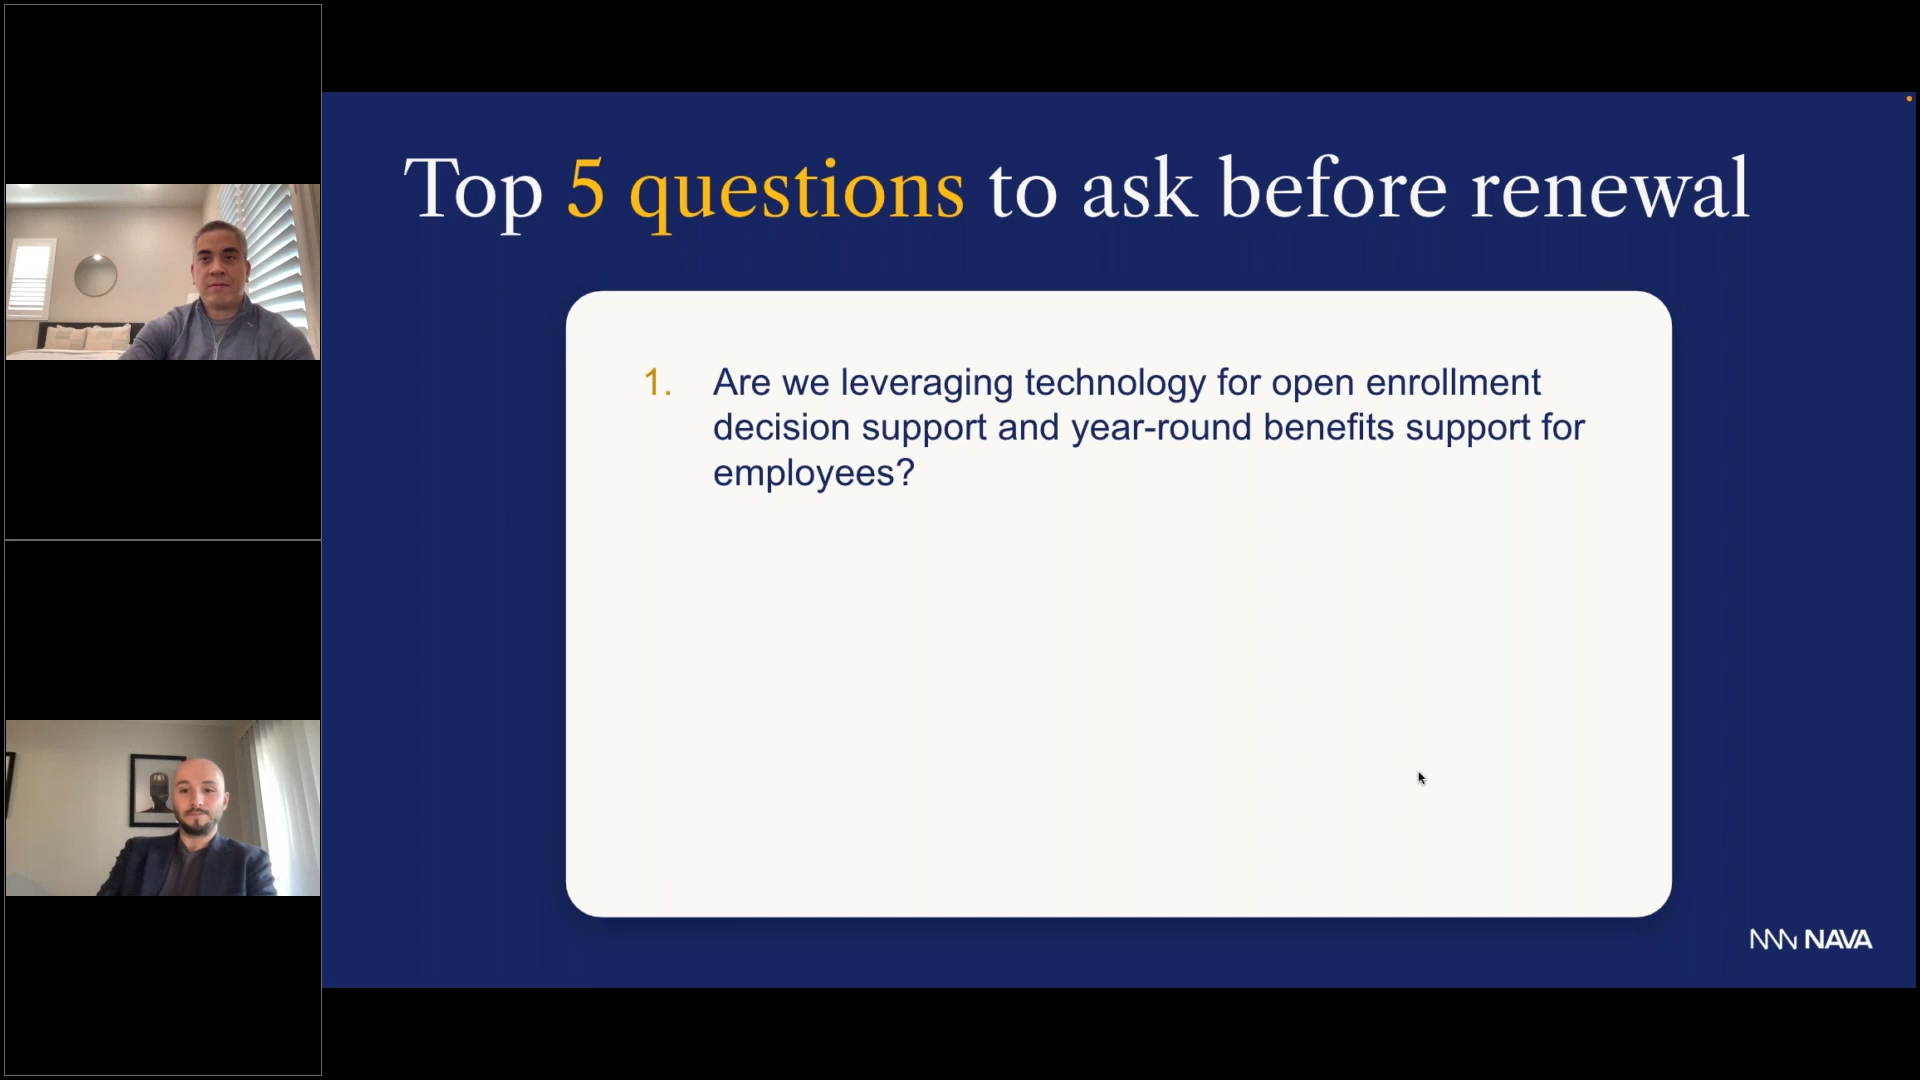 Top 5 questions to ask before renewal
1. Are we leveraging technology for open enrollment
decision support and year-round benefits support for
employees?
NAVA